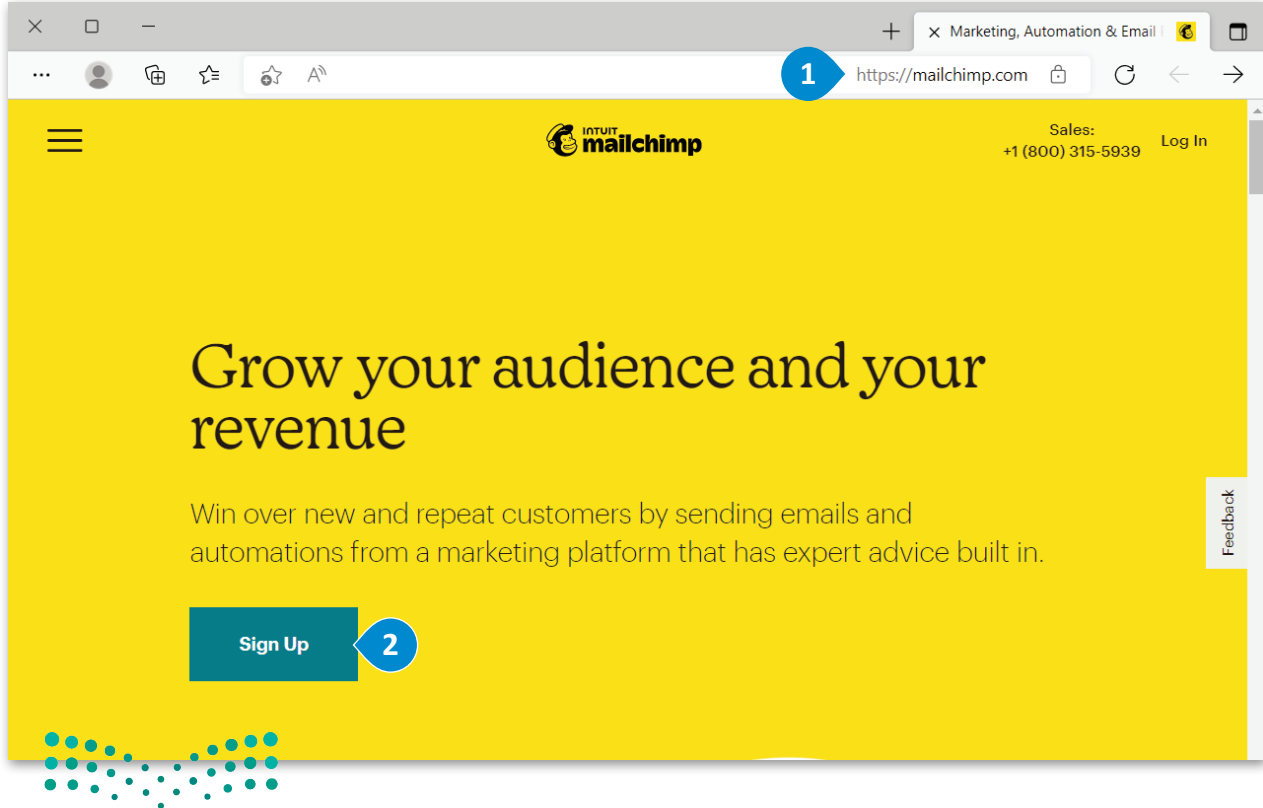 Marketing, Automation & Email
1
https://mailchimp.com
INTUIT
mailchimp
Sales:
+1 (800) 315-5939
Log In
Grow your audience and your
revenue
Win over new and repeat customers by sending emails and
automations from a marketing platform that has expert advice built in.
Feedback
Sign Up
2